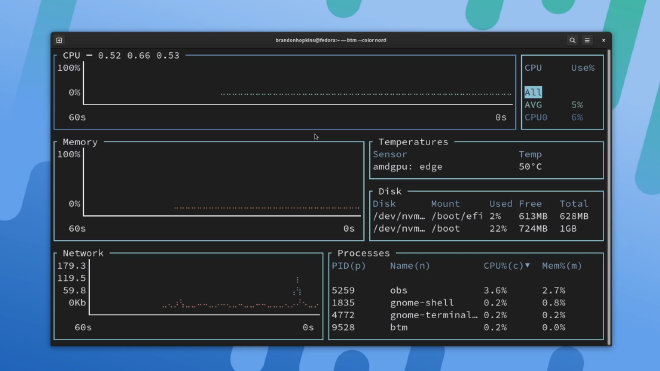 brandonhopkins@fedora:~ — btm --color nord
CPU — 0.52 0.66 0.53
100%
0%
60s 0s
CPU Use%
All
AVG 5%
CPU0 6%
Memory
100%
0%
60s 0s
Temperatures
Sensor Temp
amdgpu: edge 50°C
Disk
Disk Mount Used Free Total
/dev/nvm… /boot/efi 2% 613MB 628MB
/dev/nvm… /boot 22% 724MB 1GB
Network
179.3
119.5
59.8
0Kb
60s 0s
Processes
PID(p) Name(n) CPU%(c)▼ Mem%(m)
5259 obs 3.6% 2.7%
1835 gnome-shell 0.2% 0.8%
4772 gnome-terminal… 0.2% 0.2%
9528 btm 0.2% 0.0%